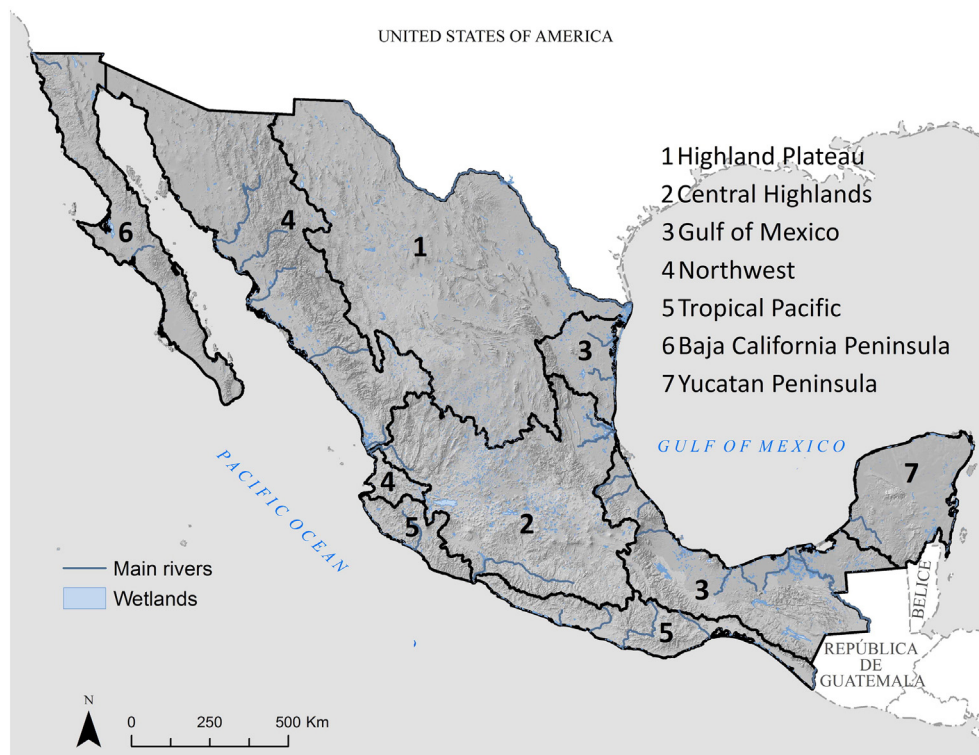 UNITED STATES OF AMERICA
1 Highland Plateau
2 Central Highlands
3 Gulf of Mexico
4 Northwest
5 Tropical Pacific
6 Baja California Peninsula
7 Yucatan Peninsula
4
1
6
3
GULF OF MEXICO
7
PACIFIC OCEAN
4
5
2
3
5
Main rivers
Wetlands
BELICE
REPÚBLICA
DE
GUATEMALA
N
0 250 500 Km